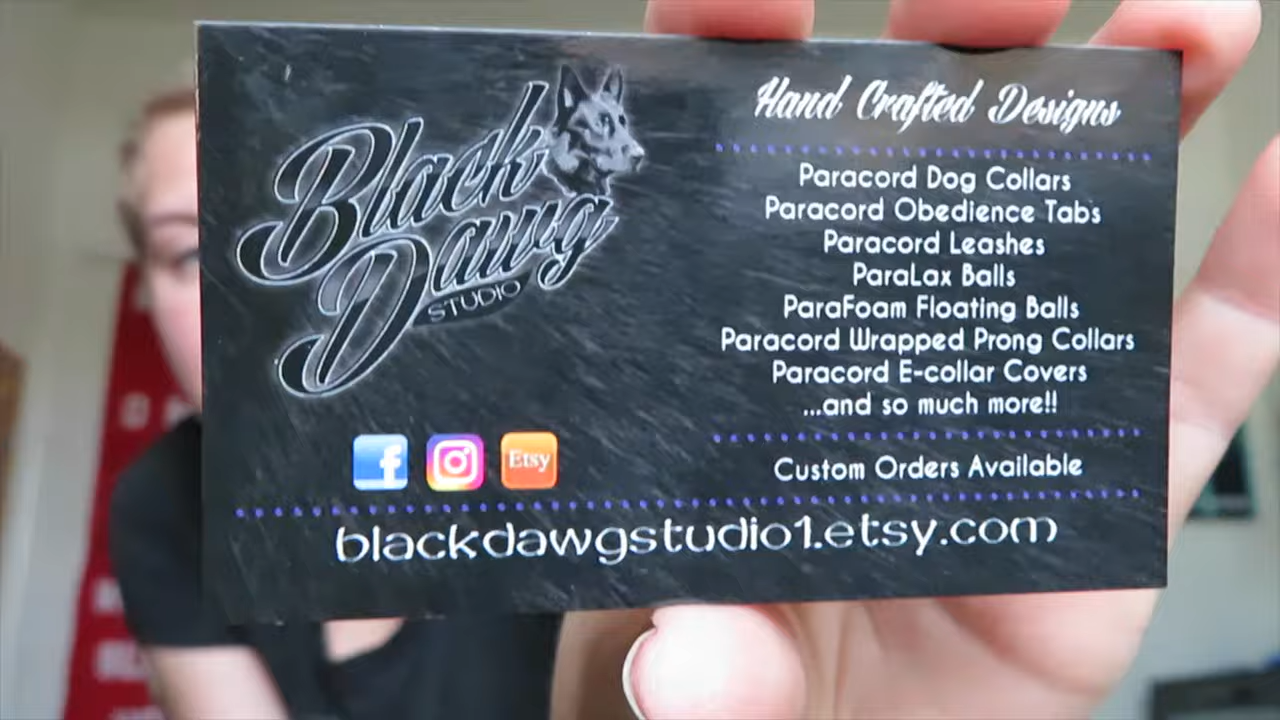 Black
Dawg
STUDIO
Hand Crafted Designs
Paracord Dog Collars
Paracord Obedience Tabs
Paracord Leashes
ParaLax Balls
ParaFoam Floating Balls
Paracord Wrapped Prong Collars
Paracord E-collar Covers
...and so much more!!
Custom Orders Available
f
Etsy
blackdawgstudio1.etsy.com